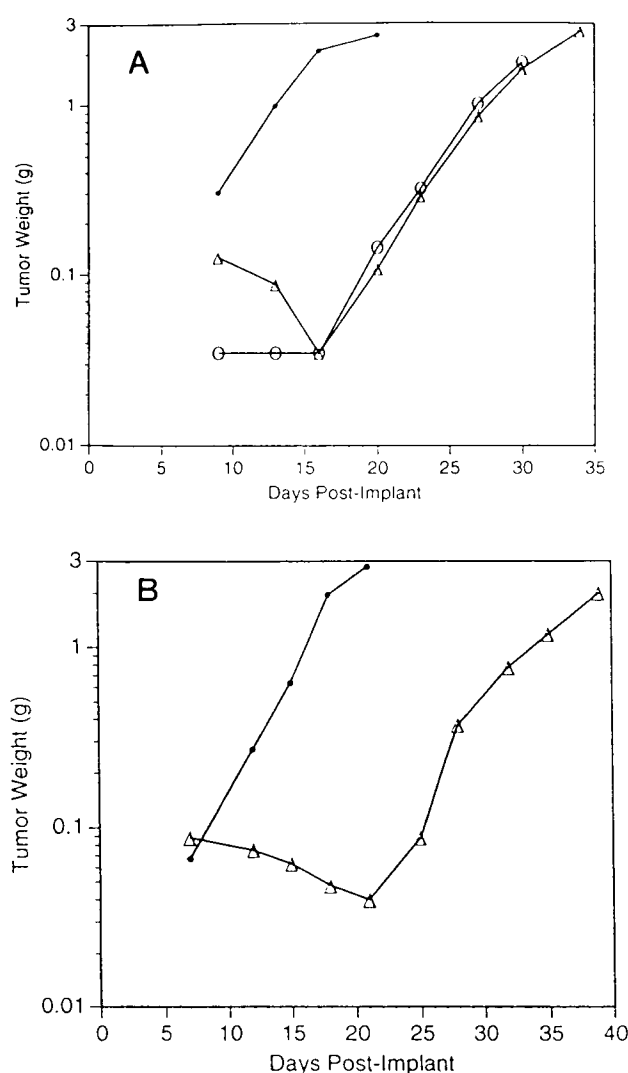 A
3
1
0.1
0.01
Tumor Weight (g)
0 5 10 15 20 25 30 35
Days Post-Implant
B
3
1
0.1
0.01
Tumor Weight (g)
0 5 10 15 20 25 30 35 40
Days Post-Implant